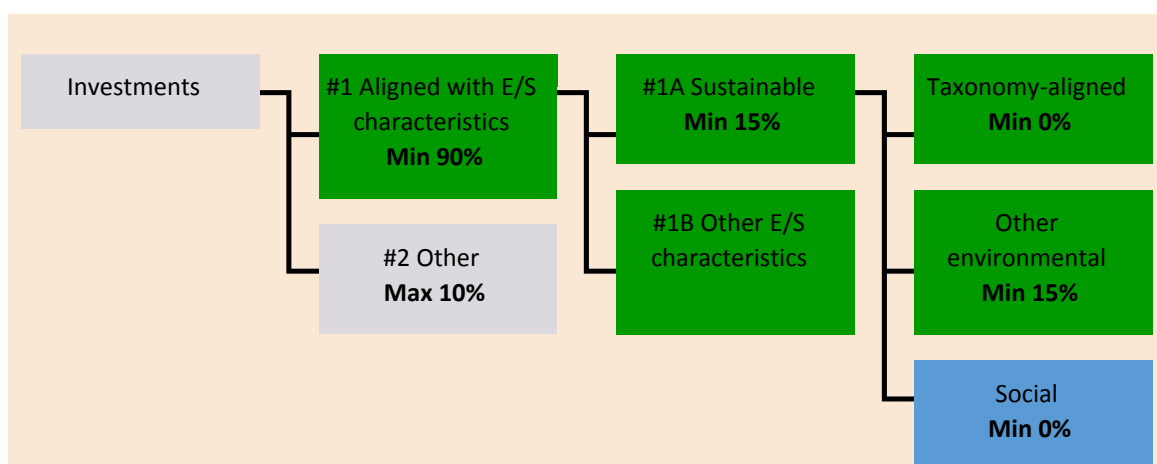 Investments
#1 Aligned with E/S
characteristics
Min 90%
#2 Other
Max 10%
#1A Sustainable
Min 15%
#1B Other E/S
characteristics
Taxonomy-aligned
Min 0%
Other
environmental
Min 15%
Social
Min 0%